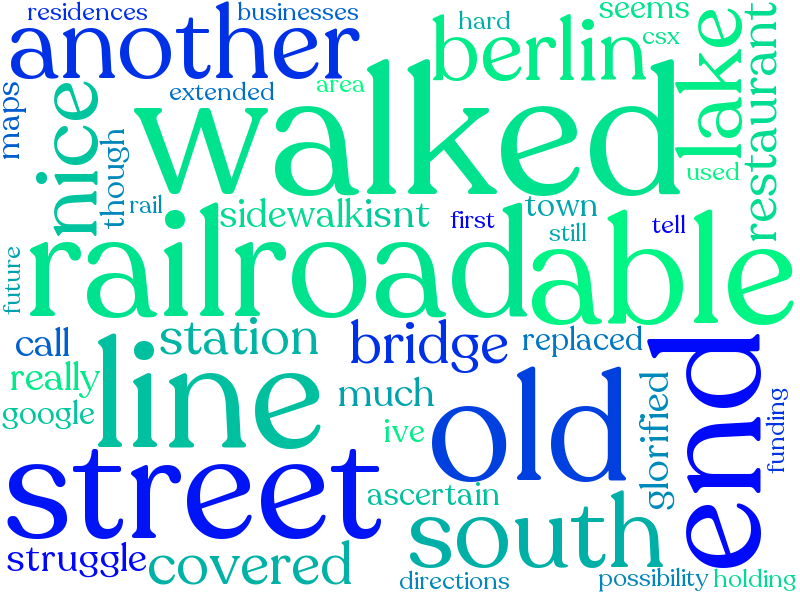 residences
businesses
hard
seems
another
berlin
csx
lake
restaurant
maps
extended
area
walked
nice
though
rail
used
sidewalkisnt
first
town
still
tell
railroad
able
future
call
station
bridge
replaced
end
really
line
much
old
google
ive
glorified
funding
street
ascertain
south
struggle
covered
directions
possibility
holding